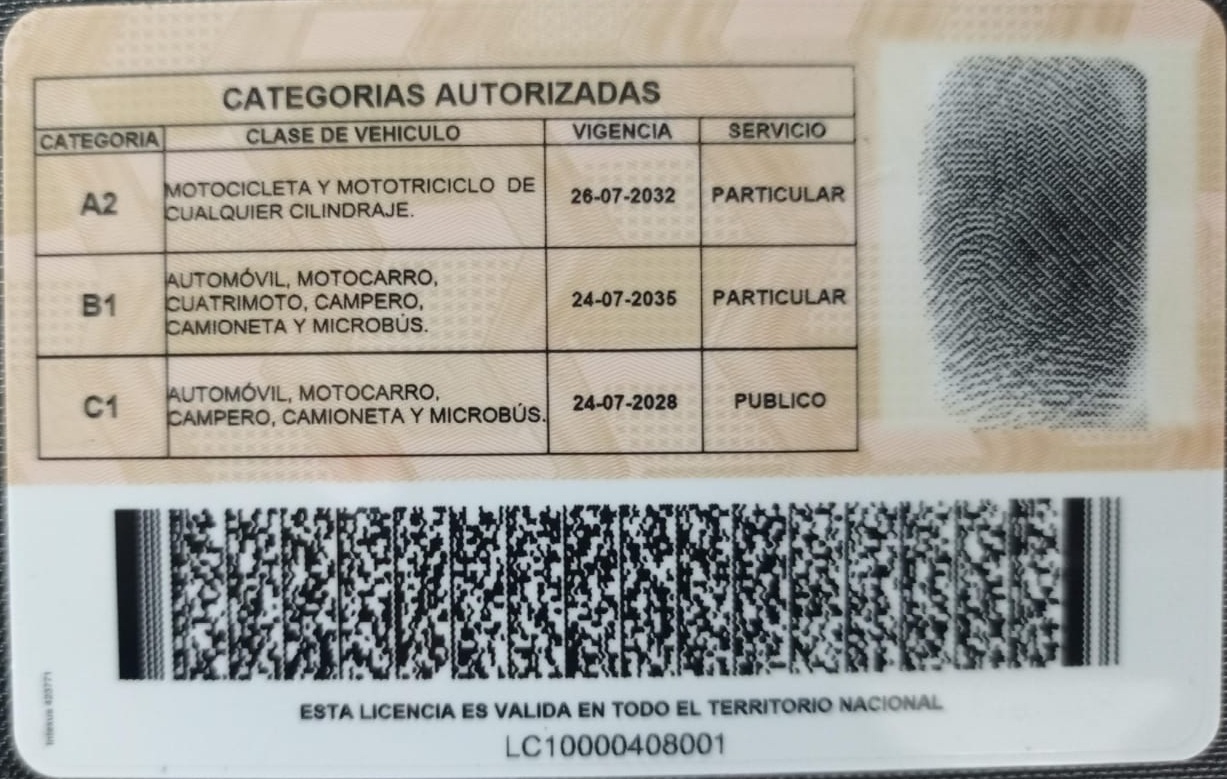 CATEGORIAS AUTORIZADAS
CATEGORIA CLASE DE VEHICULO VIGENCIA SERVICIO
A2 MOTOCICLETA Y MOTOTRICICLO DE CUALQUIER CILINDRAJE. 26-07-2032 PARTICULAR
B1 AUTOMÓVIL, MOTOCARRO, CUATRIMOTO, CAMPERO, CAMIONETA Y MICROBÚS. 24-07-2035 PARTICULAR
C1 AUTOMÓVIL, MOTOCARRO, CAMPERO, CAMIONETA Y MICROBÚS. 24-07-2028 PUBLICO
ESTA LICENCIA ES VALIDA EN TODO EL TERRITORIO NACIONAL
LC10000408001